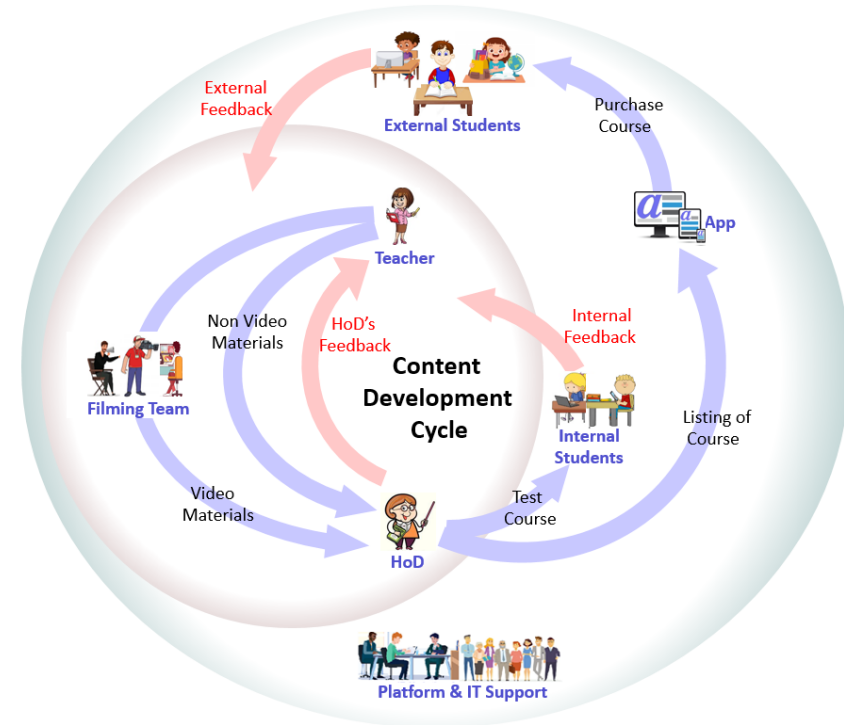 External
Feedback
External Students
Purchase
Course
a
a
a
App
Teacher
Non Video
Materials
HoD's
Feedback
Internal
Feedback
Content
Development
Cycle
Filming Team
Internal
Students
Listing of
Course
Video
Materials
Test
Course
HoD
Platform & IT Support